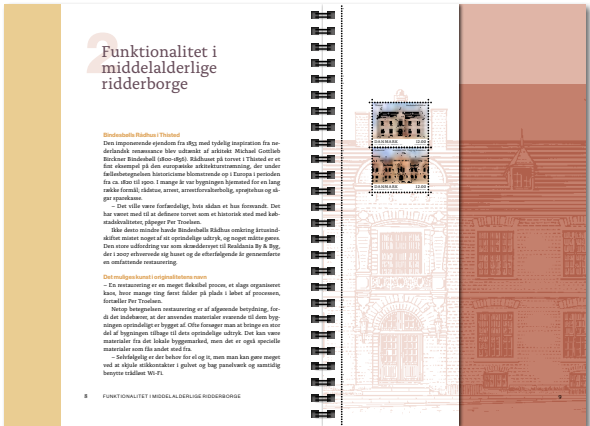 2
Funktionalitet i
middelalderlige
ridderborge
Bindesbølls Rådhus i Thisted
Den imponerende ejendom fra 1853 med tydelig inspiration fra ne-
derlandsk renæssance blev udtænkt af arkitekt Michael Gottlieb
Birckner Bindesbøll (1800-1856). Rådhuset på torvet i Thisted er et
fint eksempel på den europæiske arkitekturstrømning, der under
fællesbetegnelsen historicisme blomstrede op i Europa i perioden
fra ca. 1800 til 1900. I mange år var bygningen hjemsted for en lang
række formål; rådstue, arrest, arrestforvalterbolig, sprøjtehus og så-
gar sparekasse.
– Det ville være forfærdeligt, hvis sådan et hus forsvandt. Det
har været med til at definere torvet som et historisk sted med køb-
stadskvaliteter, påpeger Per Troelsen.
Ikke desto mindre havde Bindesbølls Rådhus omkring årtusind-
skiftet mistet noget af sit oprindelige udtryk, og noget måtte gøres.
Den store udfordring var som skræddersyet til Realdania By & Byg,
der i 2007 erhvervede sig huset og de efterfølgende år gennemførte
en omfattende restaurering.
Det muliges kunst i originalitetens navn
– En restaurering er en meget fleksibel proces, et slags organiseret
kaos, hvor mange ting først falder på plads i løbet af processen,
fortæller Per Troelsen.
Netop betegnelsen restaurering er af afgørende betydning, for-
di det indebærer, at der anvendes materialer svarende til dem byg-
ningen oprindeligt er bygget af. Ofte forsøger man at bringe en stor
del af bygningen tilbage til dets oprindelige udtryk. Det kan være
materialer fra det lokale byggemarked, men det er også specielle
materialer som fås andet sted fra.
– Selvfølgelig er der behov for el og it, men man kan gøre meget
ved at skjule stikkontakter i gulvet og bag panelværk og samtidig
benytte trådløst Wi-Fi.
8 FUNKTIONALITET I MIDDELALDERLIGE RIDDERBORGE
DANMARK 12.00
DANMARK 12.00
9